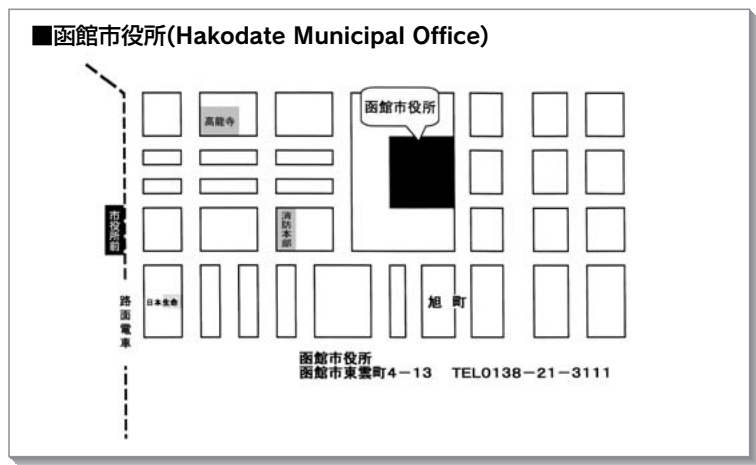 ■函館市役所(Hakodate Municipal Office)
函館市役所
高龍寺
消防本部
市役所前
路面電車
日本生命
旭町
函館市役所
函館市東雲町4－13　TEL0138－21－3111